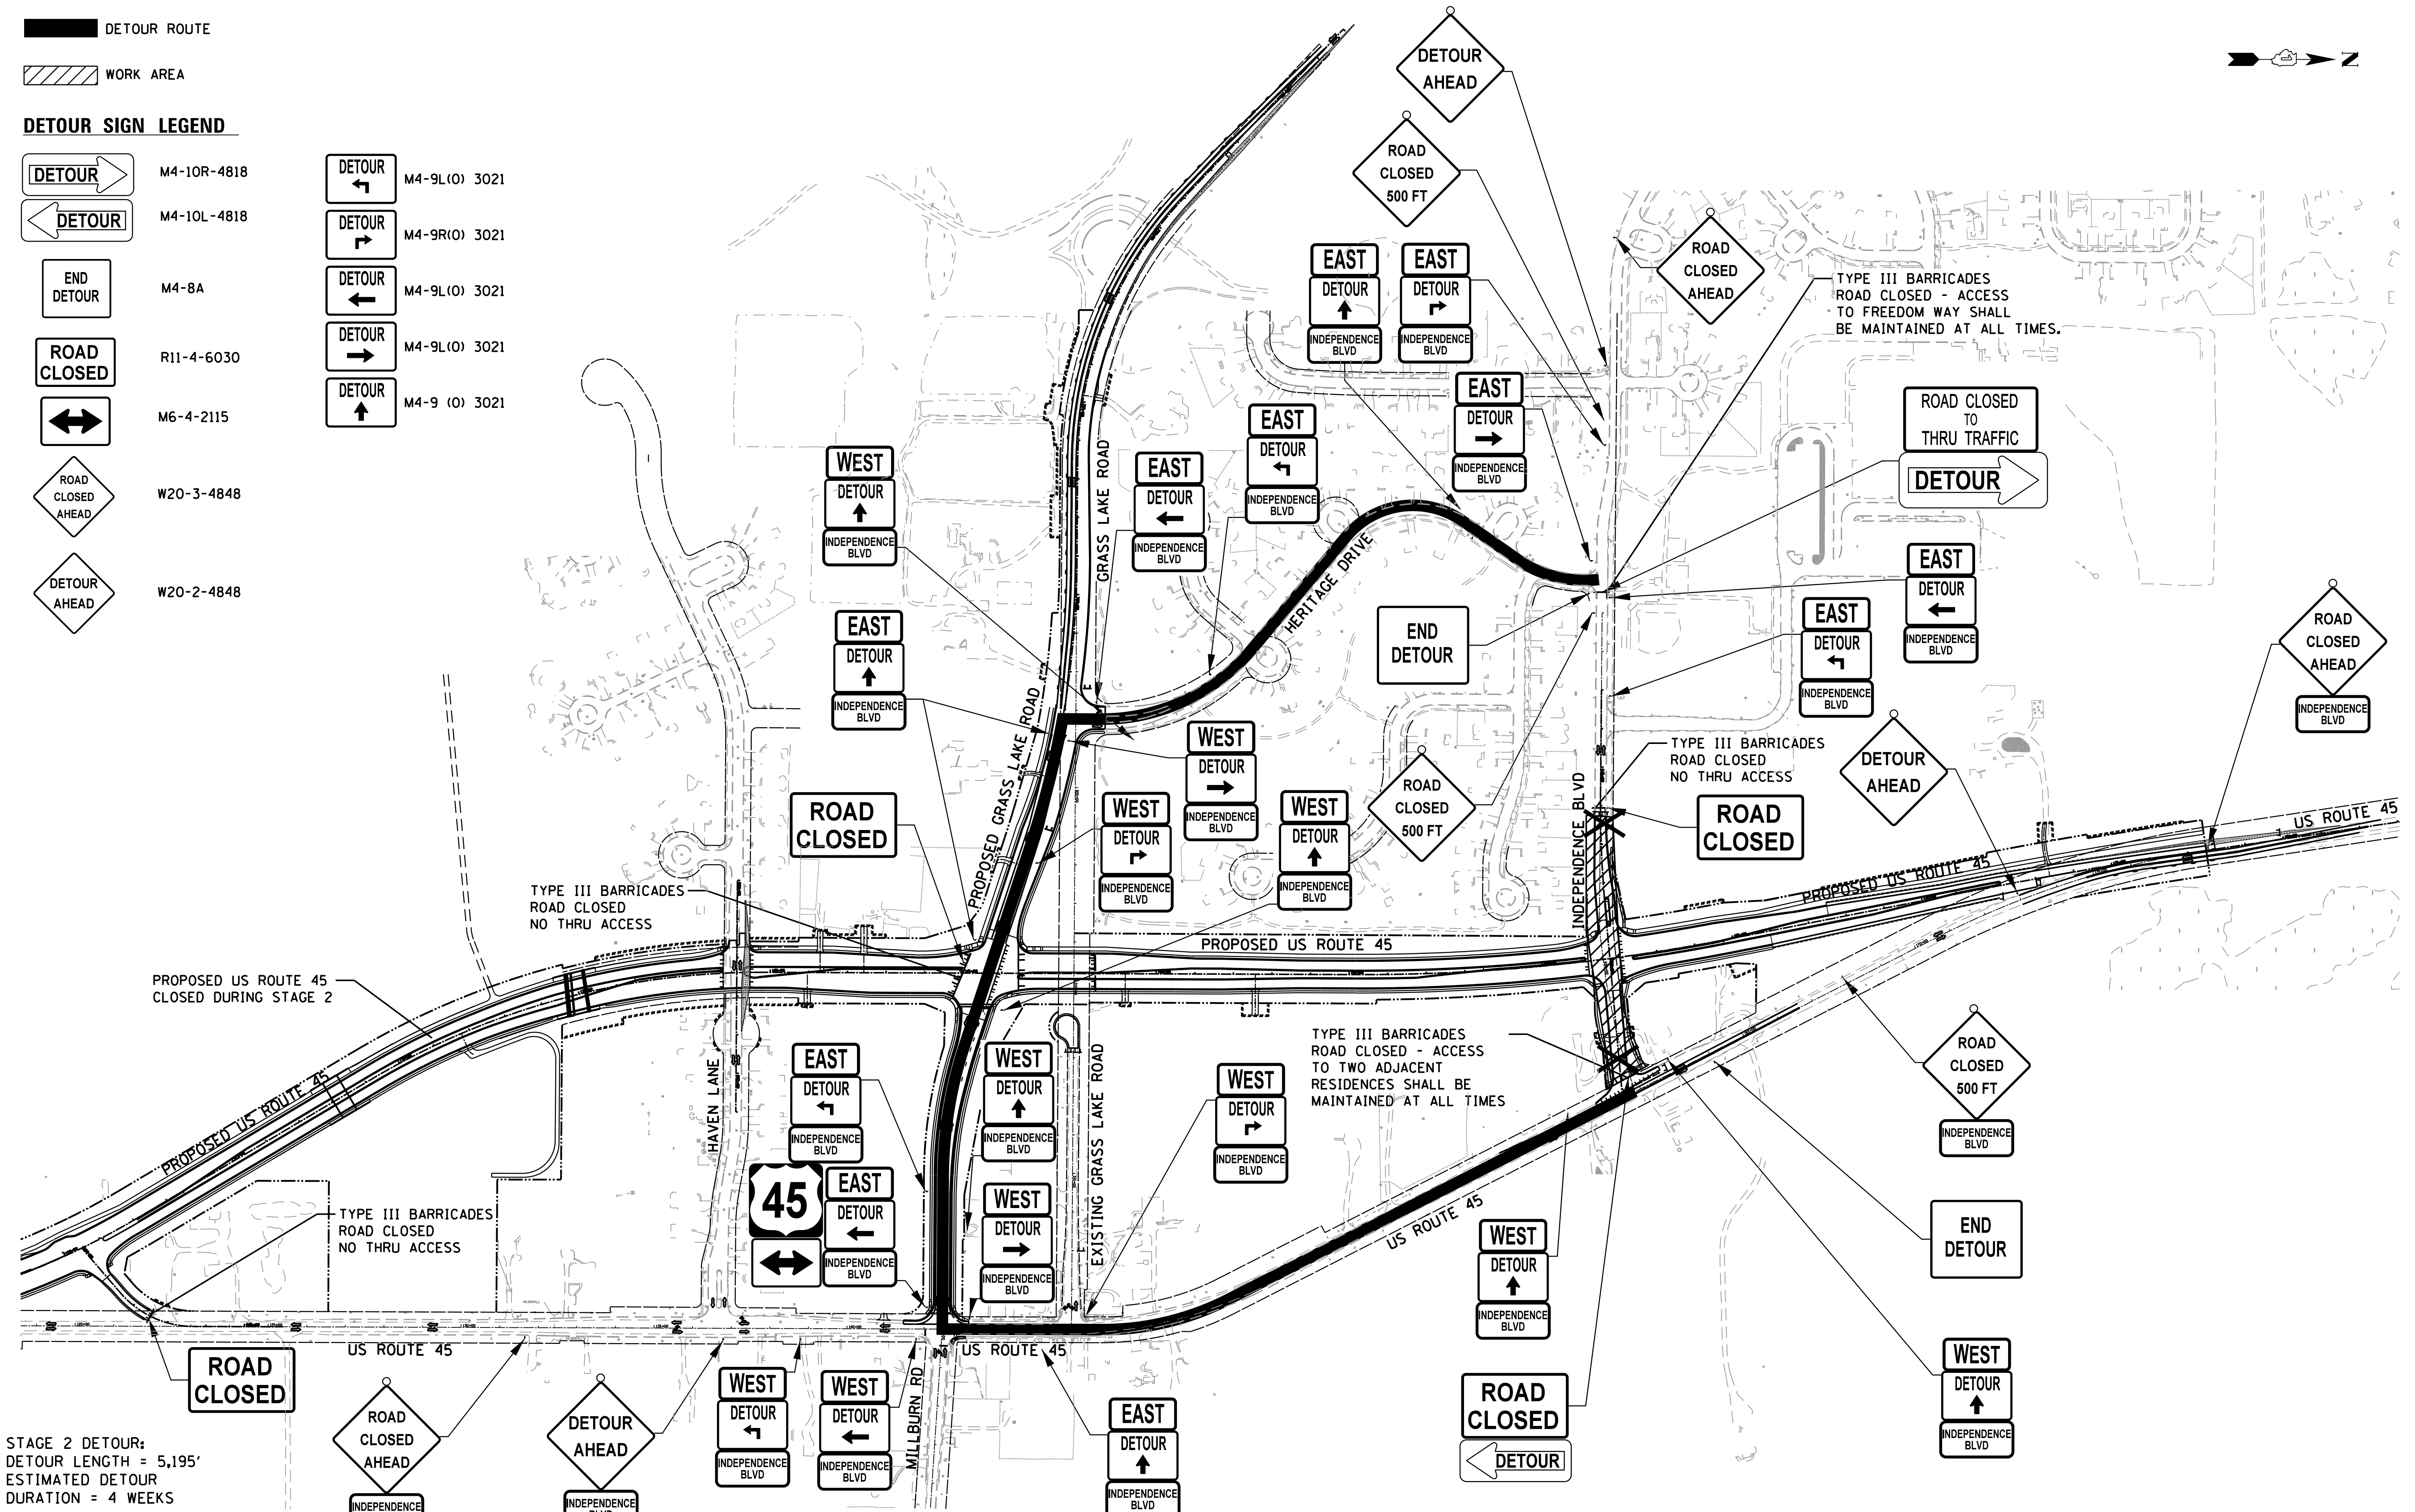 DETOUR ROUTE
WORK AREA
DETOUR SIGN LEGEND
DETOUR
M4-10R-4818
DETOUR
M4-10L-4818
END
DETOUR
M4-8A
ROAD
CLOSED
R11-4-6030
M6-4-2115
ROAD
CLOSED
AHEAD
W20-3-4848
DETOUR
AHEAD
W20-2-4848
DETOUR
M4-9L(O) 3021
DETOUR
M4-9R(O) 3021
DETOUR
M4-9L(O) 3021
DETOUR
M4-9L(O) 3021
DETOUR
M4-9 (O) 3021
N
DETOUR
AHEAD
ROAD
CLOSED
500 FT
ROAD
CLOSED
AHEAD
TYPE III BARRICADES
ROAD CLOSED - ACCESS
TO FREEDOM WAY SHALL
BE MAINTAINED AT ALL TIMES.
EAST
DETOUR
INDEPENDENCE
BLVD
EAST
DETOUR
INDEPENDENCE
BLVD
EAST
DETOUR
INDEPENDENCE
BLVD
EAST
DETOUR
INDEPENDENCE
BLVD
EAST
DETOUR
INDEPENDENCE
BLVD
WEST
DETOUR
INDEPENDENCE
BLVD
ROAD CLOSED
TO
THRU TRAFFIC
DETOUR
GRASS LAKE ROAD
HERITAGE DRIVE
EAST
DETOUR
INDEPENDENCE
BLVD
EAST
DETOUR
INDEPENDENCE
BLVD
EAST
DETOUR
INDEPENDENCE
BLVD
END
DETOUR
ROAD
CLOSED
AHEAD
INDEPENDENCE
BLVD
PROPOSED GRASS LAKE ROAD
WEST
DETOUR
INDEPENDENCE
BLVD
TYPE III BARRICADES
ROAD CLOSED
NO THRU ACCESS
DETOUR
AHEAD
ROAD
CLOSED
WEST
DETOUR
INDEPENDENCE
BLVD
WEST
DETOUR
INDEPENDENCE
BLVD
ROAD
CLOSED
500 FT
INDEPENDENCE BLVD
ROAD
CLOSED
US ROUTE 45
PROPOSED US ROUTE 45
TYPE III BARRICADES
ROAD CLOSED
NO THRU ACCESS
PROPOSED US ROUTE 45
PROPOSED US ROUTE 45
CLOSED DURING STAGE 2
PROPOSED US ROUTE 45
HAVEN LANE
EAST
DETOUR
INDEPENDENCE
BLVD
WEST
DETOUR
INDEPENDENCE
BLVD
EXISTING GRASS LAKE ROAD
WEST
DETOUR
INDEPENDENCE
BLVD
TYPE III BARRICADES
ROAD CLOSED - ACCESS
TO TWO ADJACENT
RESIDENCES SHALL BE
MAINTAINED AT ALL TIMES
ROAD
CLOSED
500 FT
INDEPENDENCE
BLVD
45
EAST
DETOUR
INDEPENDENCE
BLVD
WEST
DETOUR
INDEPENDENCE
BLVD
TYPE III BARRICADES
ROAD CLOSED
NO THRU ACCESS
US ROUTE 45
WEST
DETOUR
INDEPENDENCE
BLVD
END
DETOUR
US ROUTE 45
US ROUTE 45
ROAD
CLOSED
ROAD
CLOSED
AHEAD
INDEPENDENCE
DETOUR
AHEAD
INDEPENDENCE
WEST
DETOUR
INDEPENDENCE
BLVD
WEST
DETOUR
INDEPENDENCE
BLVD
MILLBURN RD
EAST
DETOUR
INDEPENDENCE
BLVD
ROAD
CLOSED
DETOUR
WEST
DETOUR
INDEPENDENCE
BLVD
STAGE 2 DETOUR:
DETOUR LENGTH = 5,195'
ESTIMATED DETOUR
DURATION = 4 WEEKS